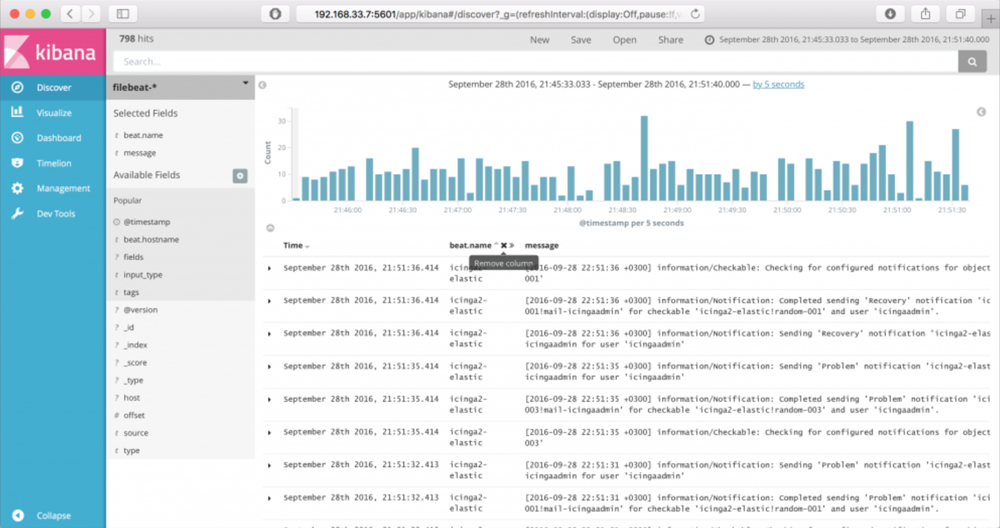 192.168.33.7:5601/app/kibana#/discover?_g=(refreshInterval:(display:Off,pause:!f,
kibana
798 hits
New Save Open Share September 28th 2016, 21:45:33.033 to September 28th 2016, 21:51:40.000
Search...
Discover
Visualize
Dashboard
Timelion
Management
Dev Tools
Collapse
filebeat-*
Selected Fields
t beat.name
t message
Available Fields
Popular
@timestamp
t beat.hostname
? fields
t input_type
t tags
? @version
? _id
? _index
? _score
? _type
? host
# offset
t source
t type
September 28th 2016, 21:45:33.033 - September 28th 2016, 21:51:40.000 — by 5 seconds
Count
30
20
10
0
21:46:00 21:46:30 21:47:00 21:47:30 21:48:00 21:48:30 21:49:00 21:49:30 21:50:00 21:50:30 21:51:00 21:51:30
@timestamp per 5 seconds
Time beat.name message
Remove column
September 28th 2016, 21:51:36.414 icinga2- [2016-09-28 22:51:36 +0300] information/Checkable: Checking for configured notifications for object
elastic 001'
September 28th 2016, 21:51:36.414 icinga2- [2016-09-28 22:51:36 +0300] information/Notification: Completed sending 'Recovery' notification 'ic
elastic 001!mail-icingaadmin' for checkable 'icinga2-elastic!random-001' and user 'icingaadmin'.
September 28th 2016, 21:51:36.414 icinga2- [2016-09-28 22:51:36 +0300] information/Notification: Sending 'Recovery' notification 'icinga2-elas
elastic icingaadmin for user 'icingaadmin'
September 28th 2016, 21:51:35.414 icinga2- [2016-09-28 22:51:35 +0300] information/Notification: Sending 'Problem' notification 'icinga2-elast
elastic icingaadmin for user 'icingaadmin'
September 28th 2016, 21:51:35.414 icinga2- [2016-09-28 22:51:35 +0300] information/Notification: Completed sending 'Problem' notification 'ici
elastic 003!mail-icingaadmin' for checkable 'icinga2-elastic!random-003' and user 'icingaadmin'.
September 28th 2016, 21:51:35.414 icinga2- [2016-09-28 22:51:35 +0300] information/Checkable: Checking for configured notifications for object
elastic 003'
September 28th 2016, 21:51:32.413 icinga2- [2016-09-28 22:51:31 +0300] information/Notification: Sending 'Problem' notification 'icinga2-elast
elastic icingaadmin for user 'icingaadmin'
September 28th 2016, 21:51:32.413 icinga2- [2016-09-28 22:51:31 +0300] information/Notification: Completed sending 'Problem' notification 'ici
elastic 001!mail-icingaadmin' for checkable 'icinga2-elastic!random-001' and user 'icingaadmin'.